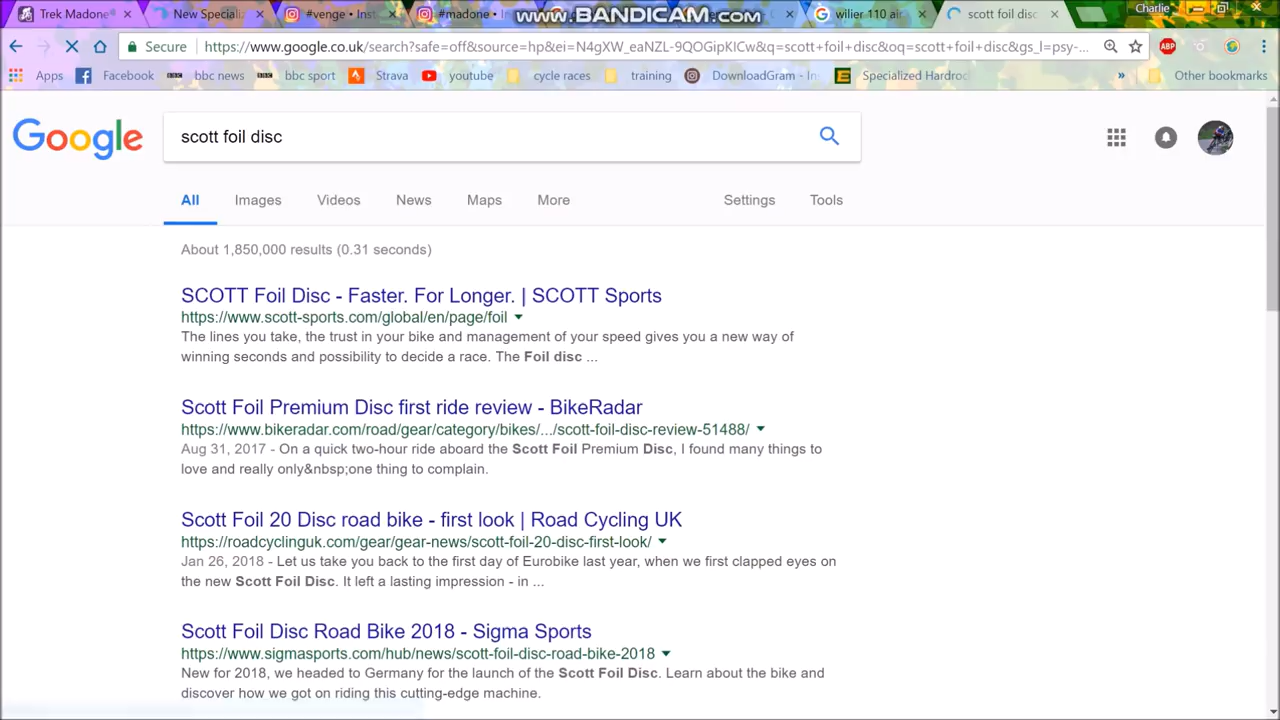 Trek Madone
New Specializ
#venge • Inst
#madone • In
www.BANDICAM.com
wilier 110 air
scott foil disc
Charlie
Secure
https://www.google.co.uk/search?safe=off&source=hp&ei=N4gXW_paNZL-9QOGipKICw&q=scott+foil+disc&oq=scott+foil+disc&gs_l=psy-...
ABP
Apps
Facebook
bbc news
bbc sport
Strava
youtube
cycle races
training
DownloadGram - Ins
Specialized Hardroc
»
Other bookmarks
Google
scott foil disc
All
Images
Videos
News
Maps
More
Settings
Tools
About 1,850,000 results (0.31 seconds)
SCOTT Foil Disc - Faster. For Longer. | SCOTT Sports
https://www.scott-sports.com/global/en/page/foil
The lines you take, the trust in your bike and management of your speed gives you a new way of
winning seconds and possibility to decide a race. The Foil disc ...
Scott Foil Premium Disc first ride review - BikeRadar
https://www.bikeradar.com/road/gear/category/bikes/.../scott-foil-disc-review-51488/
Aug 31, 2017 - On a quick two-hour ride aboard the Scott Foil Premium Disc, I found many things to
love and really only&nbsp;one thing to complain.
Scott Foil 20 Disc road bike - first look | Road Cycling UK
https://roadcyclinguk.com/gear/gear-news/scott-foil-20-disc-first-look/
Jan 26, 2018 - Let us take you back to the first day of Eurobike last year, when we first clapped eyes on
the new Scott Foil Disc. It left a lasting impression - in ...
Scott Foil Disc Road Bike 2018 - Sigma Sports
https://www.sigmasports.com/hub/news/scott-foil-disc-road-bike-2018
New for 2018, we headed to Germany for the launch of the Scott Foil Disc. Learn about the bike and
discover how we got on riding this cutting-edge machine.